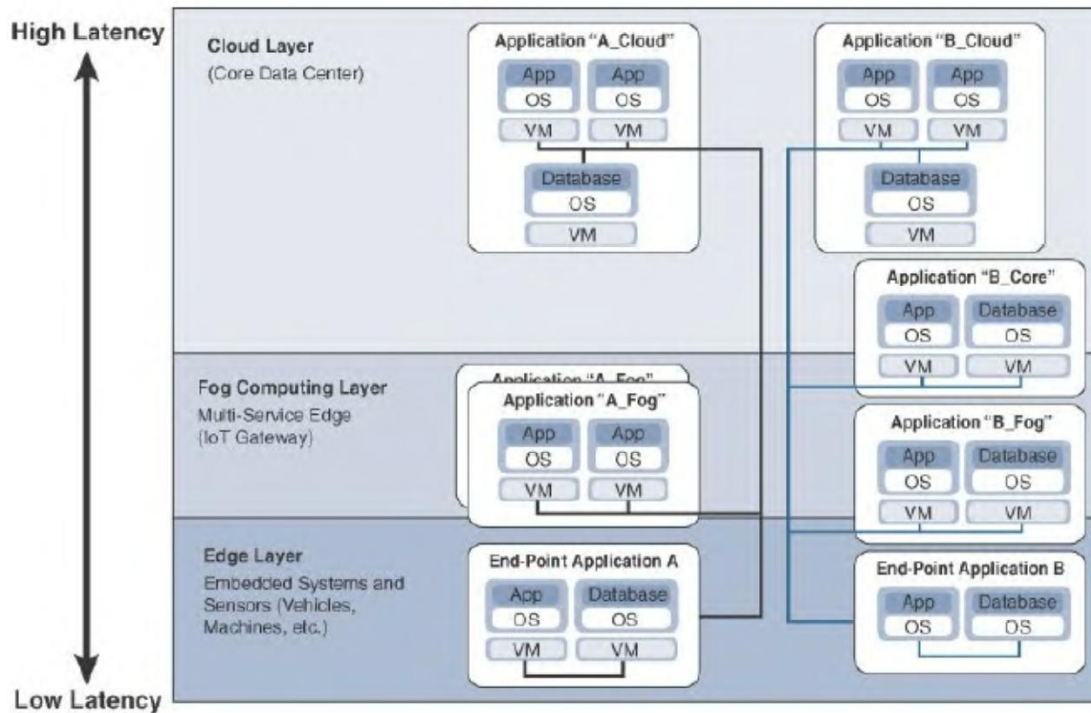 High Latency
Low Latency
Cloud Layer
(Core Data Center)
Application "A_Cloud"
App App
OS OS
VM VM
Database
OS
VM
Application "B_Cloud"
App App
OS OS
VM VM
Database
OS
VM
Application "B_Core"
App Database
OS OS
VM VM
Fog Computing Layer
Multi-Service Edge
(IoT Gateway)
Application "A_Fog"
Application "A_Fog"
App App
OS OS
VM VM
Application "B_Fog"
App Database
OS OS
VM VM
Edge Layer
Embedded Systems and
Sensors (Vehicles,
Machines, etc.)
End-Point Application A
App Database
OS OS
VM VM
End-Point Application B
App Database
OS OS